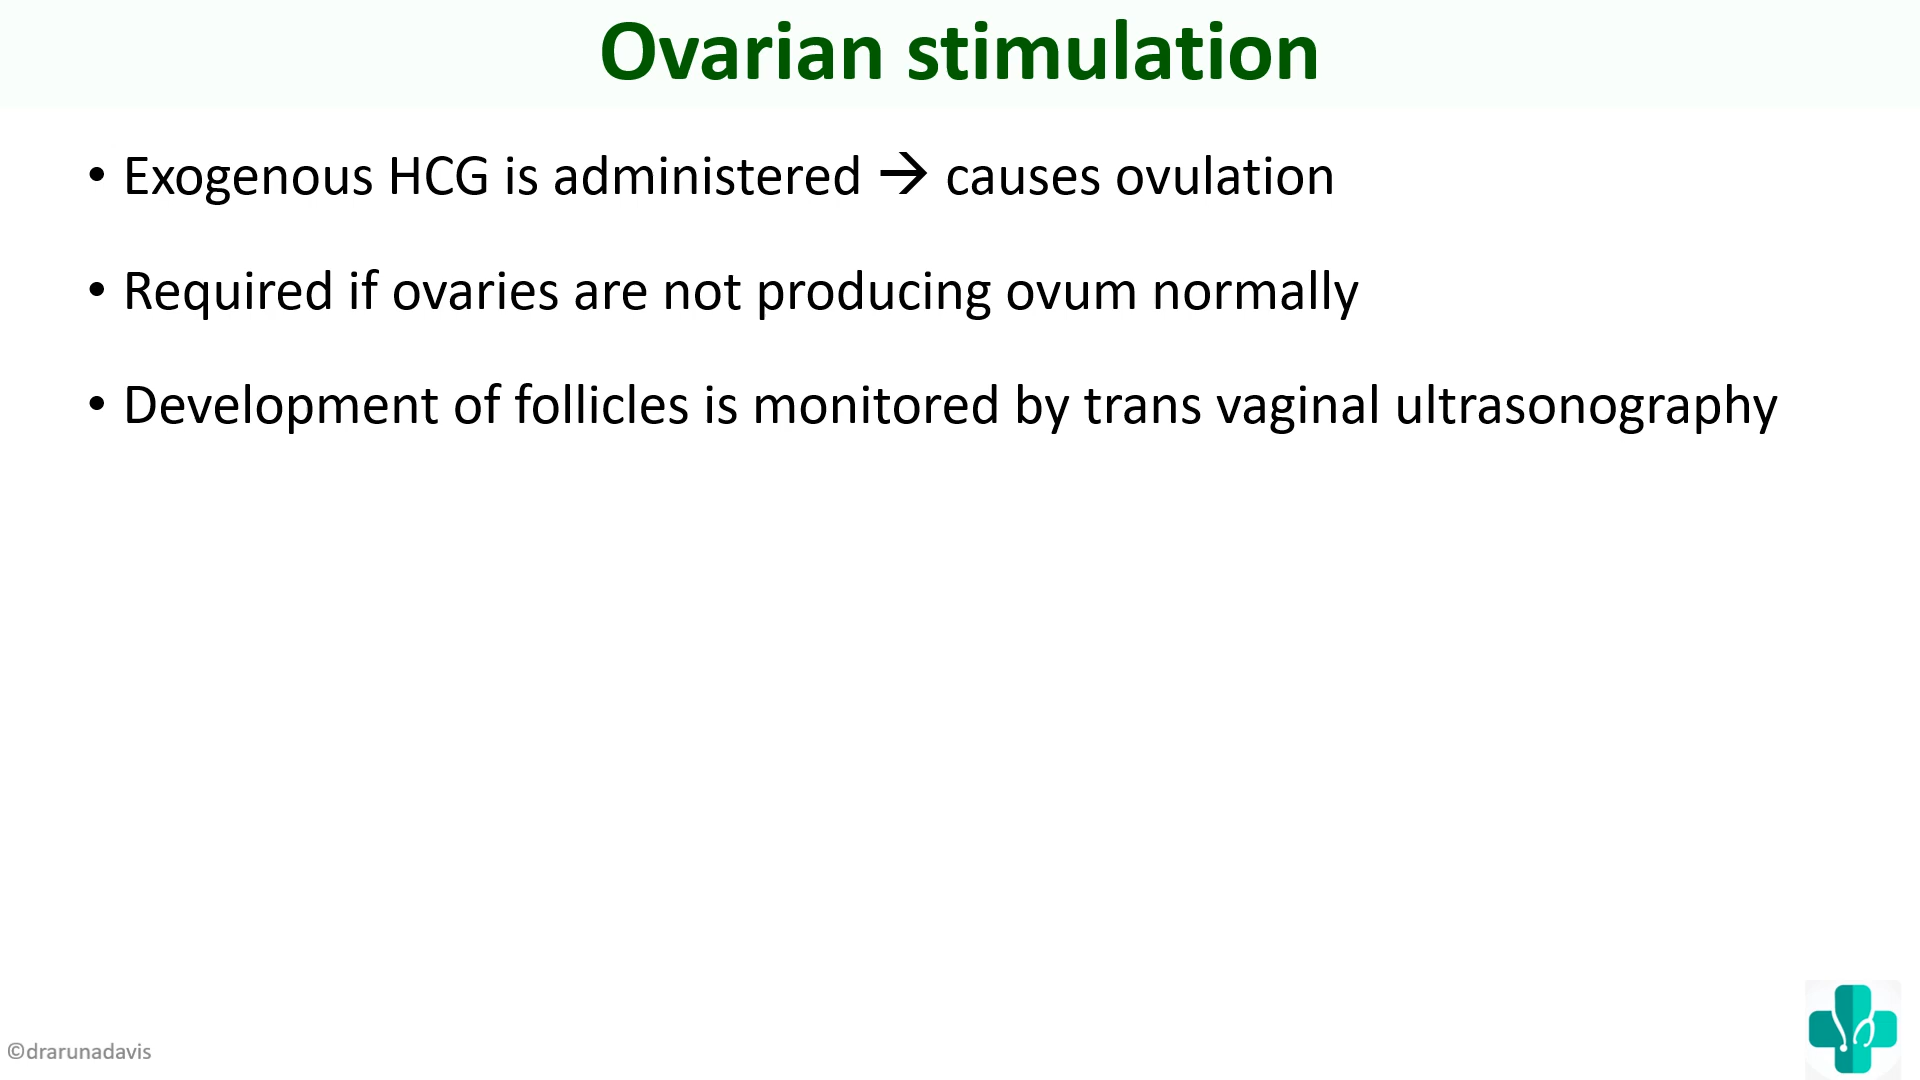 Ovarian stimulation
• Exogenous HCG is administered → causes ovulation
• Required if ovaries are not producing ovum normally
• Development of follicles is monitored by trans vaginal ultrasonography
©drarunadavis